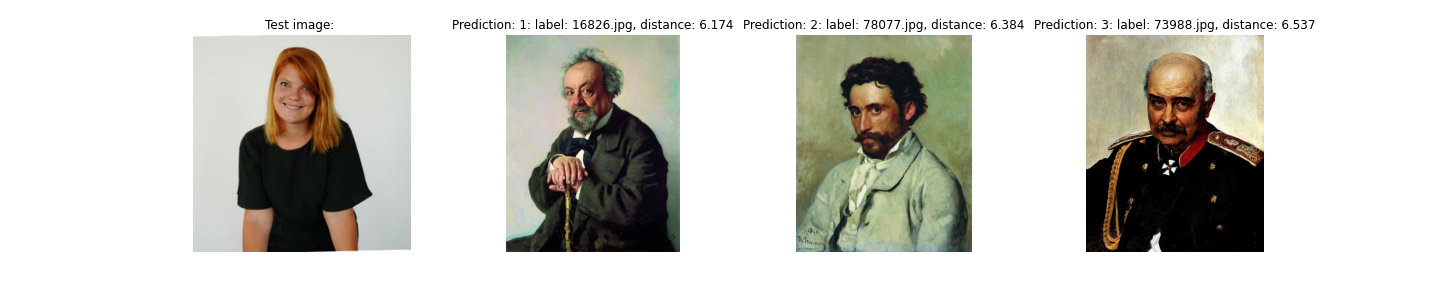 Test image:
Prediction: 1: label: 16826.jpg, distance: 6.174
Prediction: 2: label: 78077.jpg, distance: 6.384
Prediction: 3: label: 73988.jpg, distance: 6.537